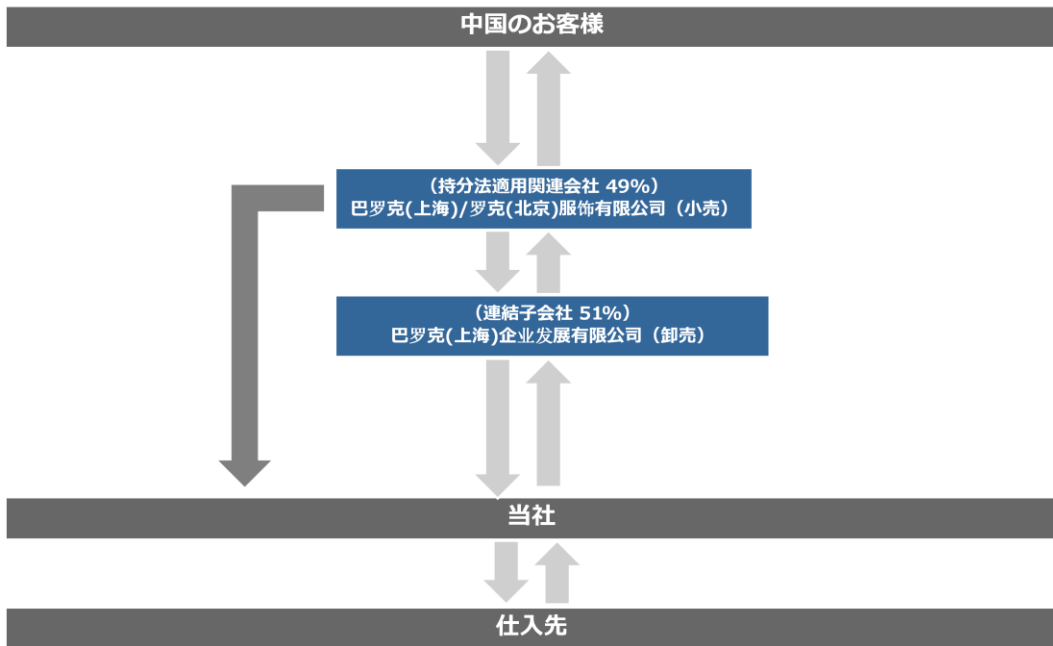 中国のお客様
（持分法適用関連会社 49%）
巴罗克(上海)/罗克(北京)服饰有限公司（小売）
（連結子会社 51%）
巴罗克(上海)企业发展有限公司（卸売）
当社
仕入先